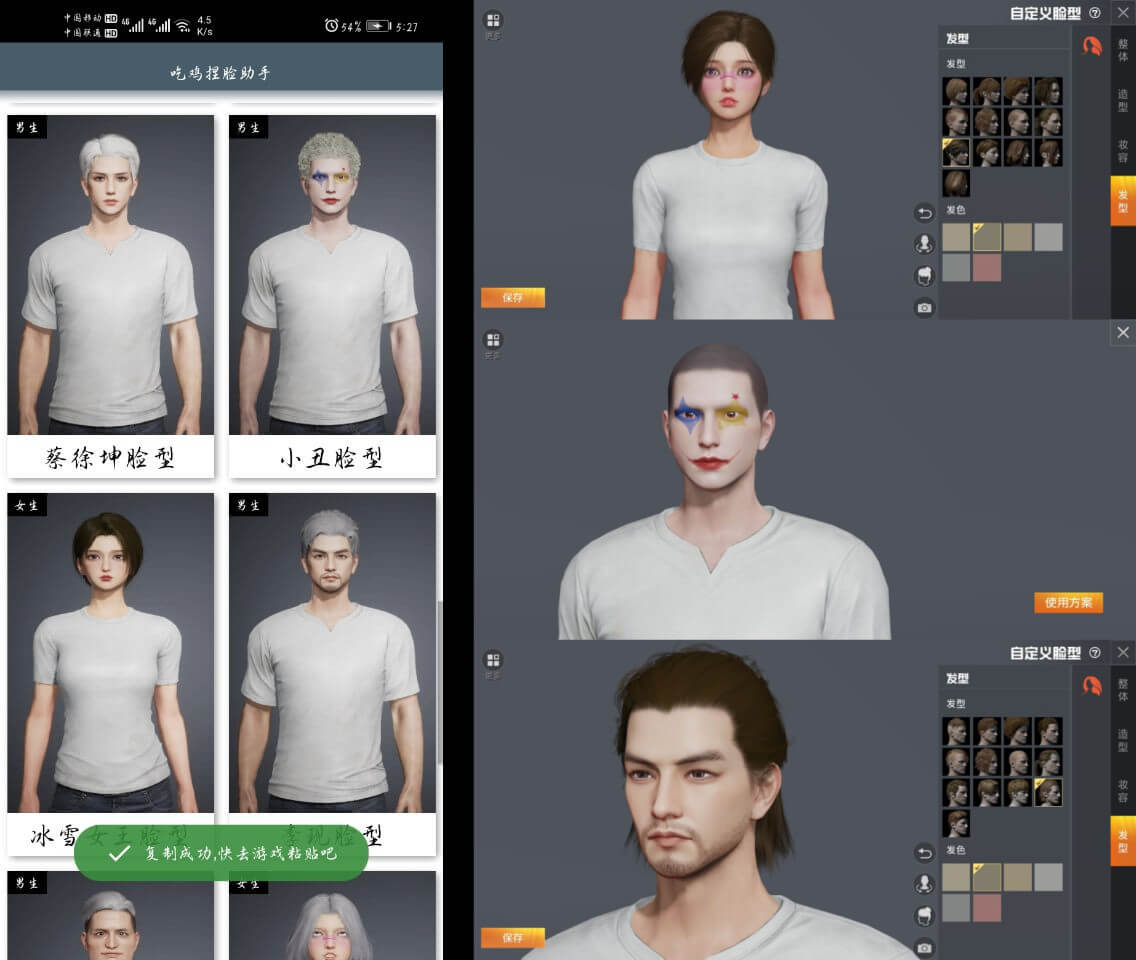 中国移动 HD 4G 4G 4.5
中国联通 HD K/s
54% 5:27
吃鸡捏脸助手
男生
男生
蔡徐坤脸型
小丑脸型
女生
男生
冰雪女王脸型
李现脸型
复制成功,快去游戏粘贴吧
男生
女生
更多
自定义脸型
发型
发型
发色
整体
造型
妆容
发型
保存
更多
使用方案
更多
自定义脸型
发型
发型
发色
整体
造型
妆容
发型
保存